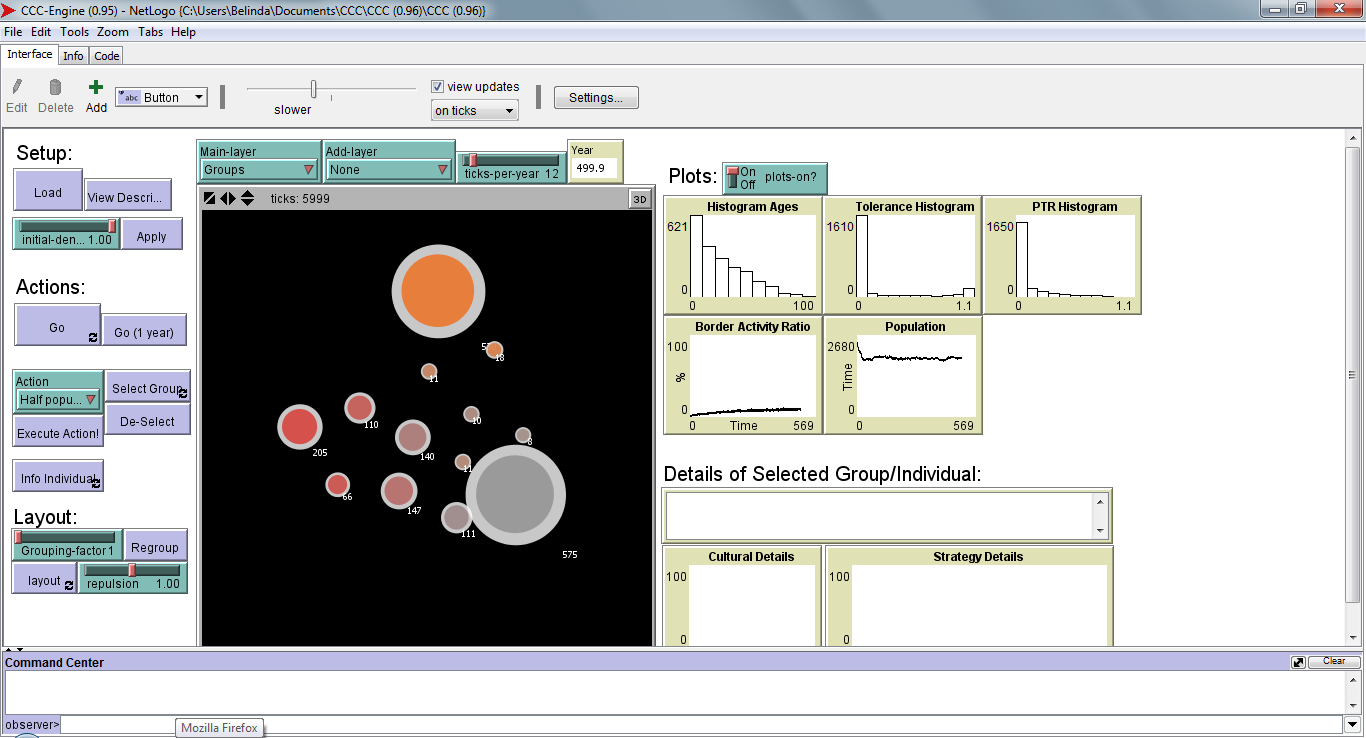 CCC-Engine (0.95) - NetLogo {C:\Users\Belinda\Documents\CCC\CCC (0.96)\CCC (0.96)}
File Edit Tools Zoom Tabs Help
Interface Info Code
Edit Delete Add abc Button slower view updates on ticks Settings...
Setup:
Load View Descri...
initial-den... 1.00 Apply
Actions:
Go Go (1 year)
Action
Half popu... Select Group
Execute Action! De-Select
Info Individual
Layout:
Grouping-factor 1 Regroup
layout repulsion 1.00
Main-layer Add-layer Year
Groups None ticks-per-year 12 499.9
ticks: 5999 3D
18
11
10
110
8
205
140
11
66
147
111
575
Plots: On Off plots-on?
Histogram Ages Tolerance Histogram PTR Histogram
621 1610 1650
0 0 0
0 100 0 1.1 0 1.1
Border Activity Ratio Population
100 2680
% Time
0 0
0 Time 569 0 569
Details of Selected Group/Individual:
Cultural Details Strategy Details
100 100
0 0
Command Center Clear
observer>
Mozilla Firefox